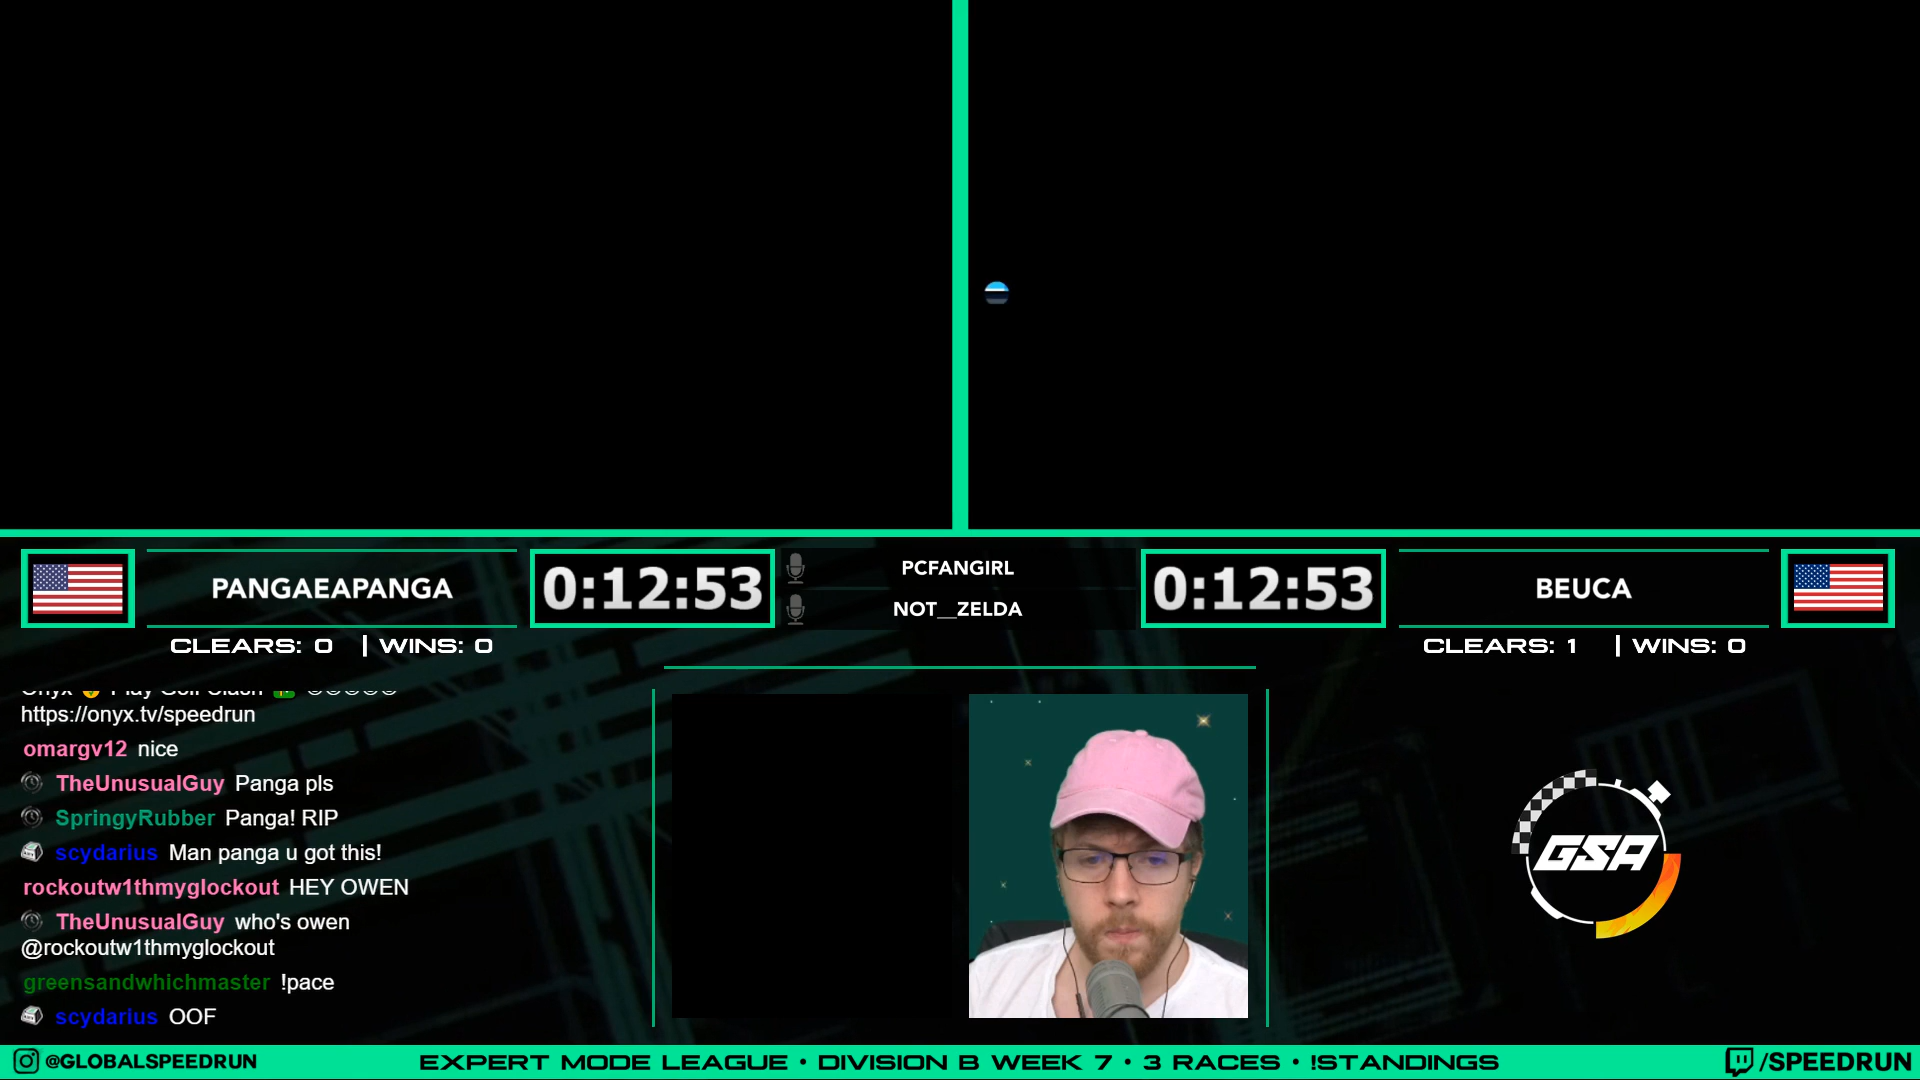 PANGAEAPANGA
0:12:53
PCFANGIRL
NOT__ZELDA
0:12:53
BEUCA
CLEARS: 0 | WINS: 0
CLEARS: 1 | WINS: 0
https://onyx.tv/speedrun
omargv12 nice
TheUnusualGuy Panga pls
SpringyRubber Panga! RIP
scydarius Man panga u got this!
rockoutw1thmyglockout HEY OWEN
TheUnusualGuy who's owen
@rockoutw1thmyglockout
greensandwhichmaster !pace
scydarius OOF
GSA
@GLOBALSPEEDRUN
EXPERT MODE LEAGUE • DIVISION B WEEK 7 • 3 RACES • !STANDINGS
/SPEEDRUN